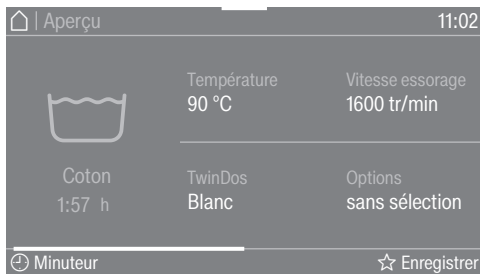 | Aperçu 11:02
Température Vitesse essorage
90 °C 1600 tr/min
Coton TwinDos Options
1:57 h Blanc sans sélection
Minuteur Enregistrer